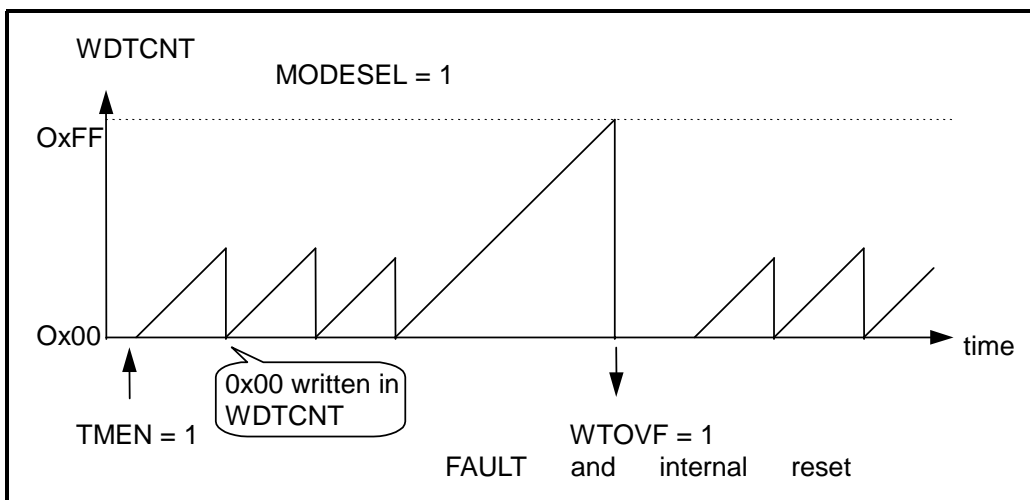 WDTCNT
MODESEL = 1
OxFF
Ox00
time
0x00 written in
WDTCNT
TMEN = 1
WTOVF = 1
FAULT and internal reset